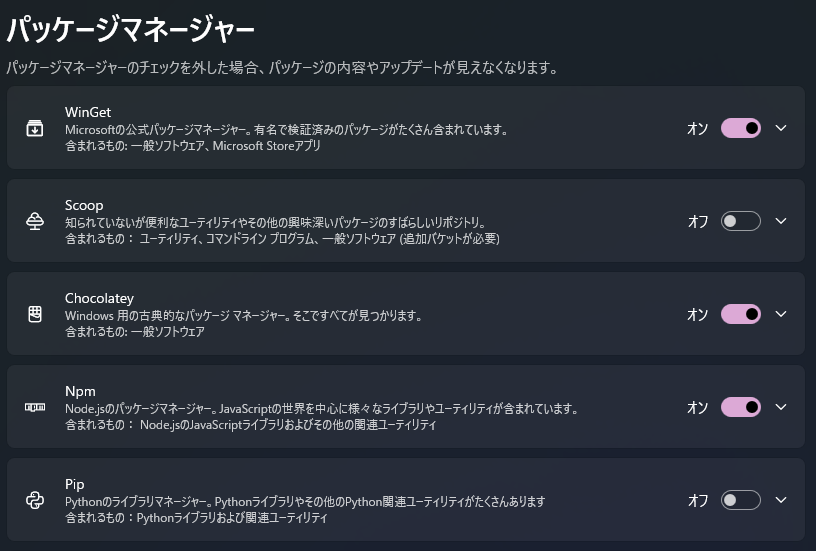 パッケージマネージャー
パッケージマネージャーのチェックを外した場合、パッケージの内容やアップデートが見えなくなります。
WinGet
Microsoftの公式パッケージマネージャー。有名で検証済みのパッケージがたくさん含まれています。
含まれるもの: 一般ソフトウェア、Microsoft Storeアプリ
オン
Scoop
知られていないが便利なユーティリティやその他の興味深いパッケージのすばらしいリポジトリ。
含まれるもの： ユーティリティ、コマンドライン プログラム、一般ソフトウェア (追加バケットが必要)
オフ
Chocolatey
Windows 用の古典的なパッケージ マネージャー。そこですべてが見つかります。
含まれるもの: 一般ソフトウェア
オン
npm
Npm
Node.jsのパッケージマネージャー。JavaScriptの世界を中心に様々なライブラリやユーティリティが含まれています。
含まれるもの： Node.jsのJavaScriptライブラリおよびその他の関連ユーティリティ
オン
Pip
Pythonのライブラリマネージャー。Pythonライブラリやその他のPython関連ユーティリティがたくさんあります
含まれるもの：Pythonライブラリおよび関連ユーティリティ
オフ